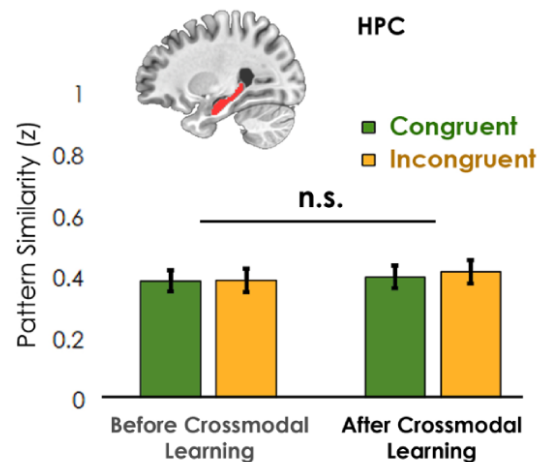 HPC
1
0.8
0.6
0.4
0.2
0
Pattern Similarity (z)
Congruent
Incongruent
n.s.
Before Crossmodal
Learning
After Crossmodal
Learning